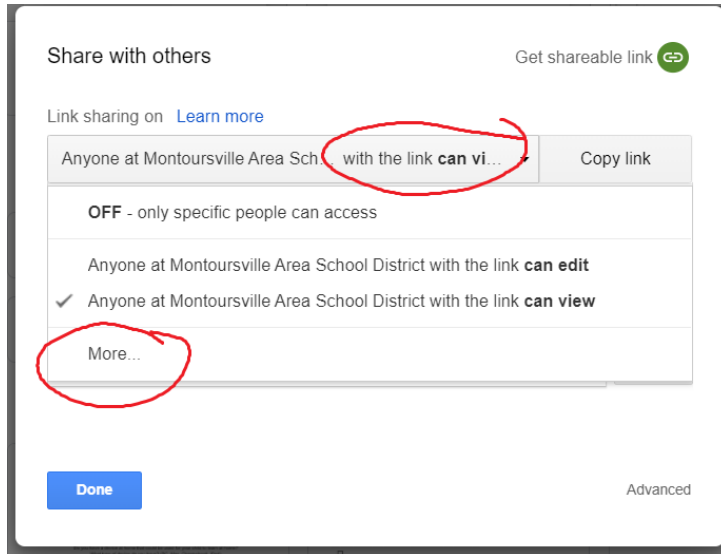 Share with others
Get shareable link
Link sharing on Learn more
Anyone at Montoursville Area Sch... with the link can vi...
Copy link
OFF - only specific people can access
Anyone at Montoursville Area School District with the link can edit
Anyone at Montoursville Area School District with the link can view
More...
Done
Advanced